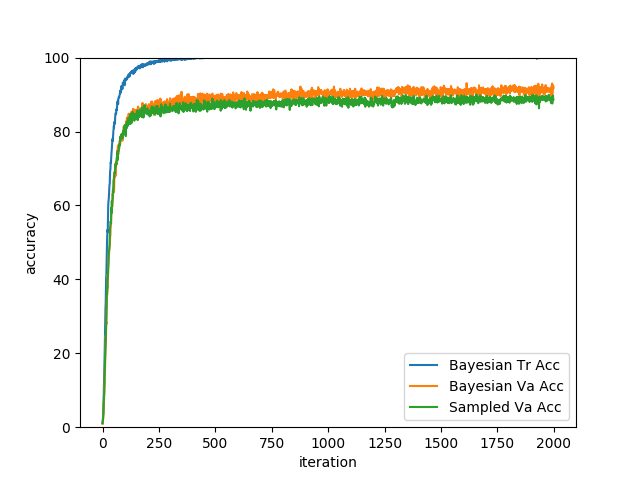 100
80
60
40
20
0
accuracy
Bayesian Tr Acc
Bayesian Va Acc
Sampled Va Acc
0 250 500 750 1000 1250 1500 1750 2000
iteration